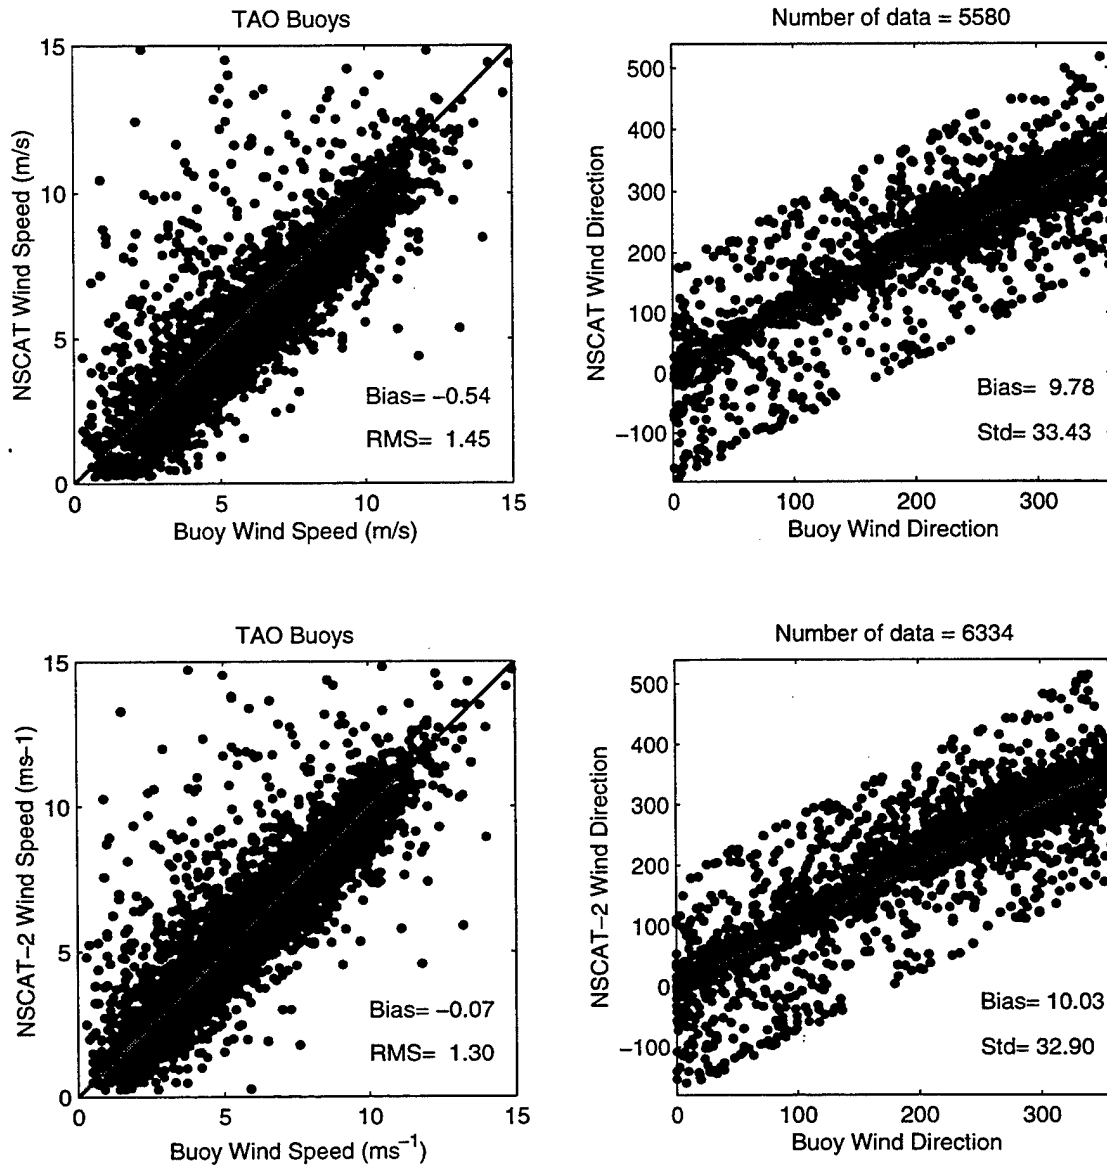 TAO Buoys
15
10
5
0
NSCAT Wind Speed (m/s)
Bias= −0.54
RMS= 1.45
0 5 10 15
Buoy Wind Speed (m/s)
Number of data = 5580
500
400
300
200
100
0
−100
NSCAT Wind Direction
Bias= 9.78
Std= 33.43
0 100 200 300
Buoy Wind Direction
TAO Buoys
15
10
5
0
NSCAT−2 Wind Speed (ms−1)
Bias= −0.07
RMS= 1.30
0 5 10 15
Buoy Wind Speed (ms⁻¹)
Number of data = 6334
500
400
300
200
100
0
−100
NSCAT−2 Wind Direction
Bias= 10.03
Std= 32.90
0 100 200 300
Buoy Wind Direction